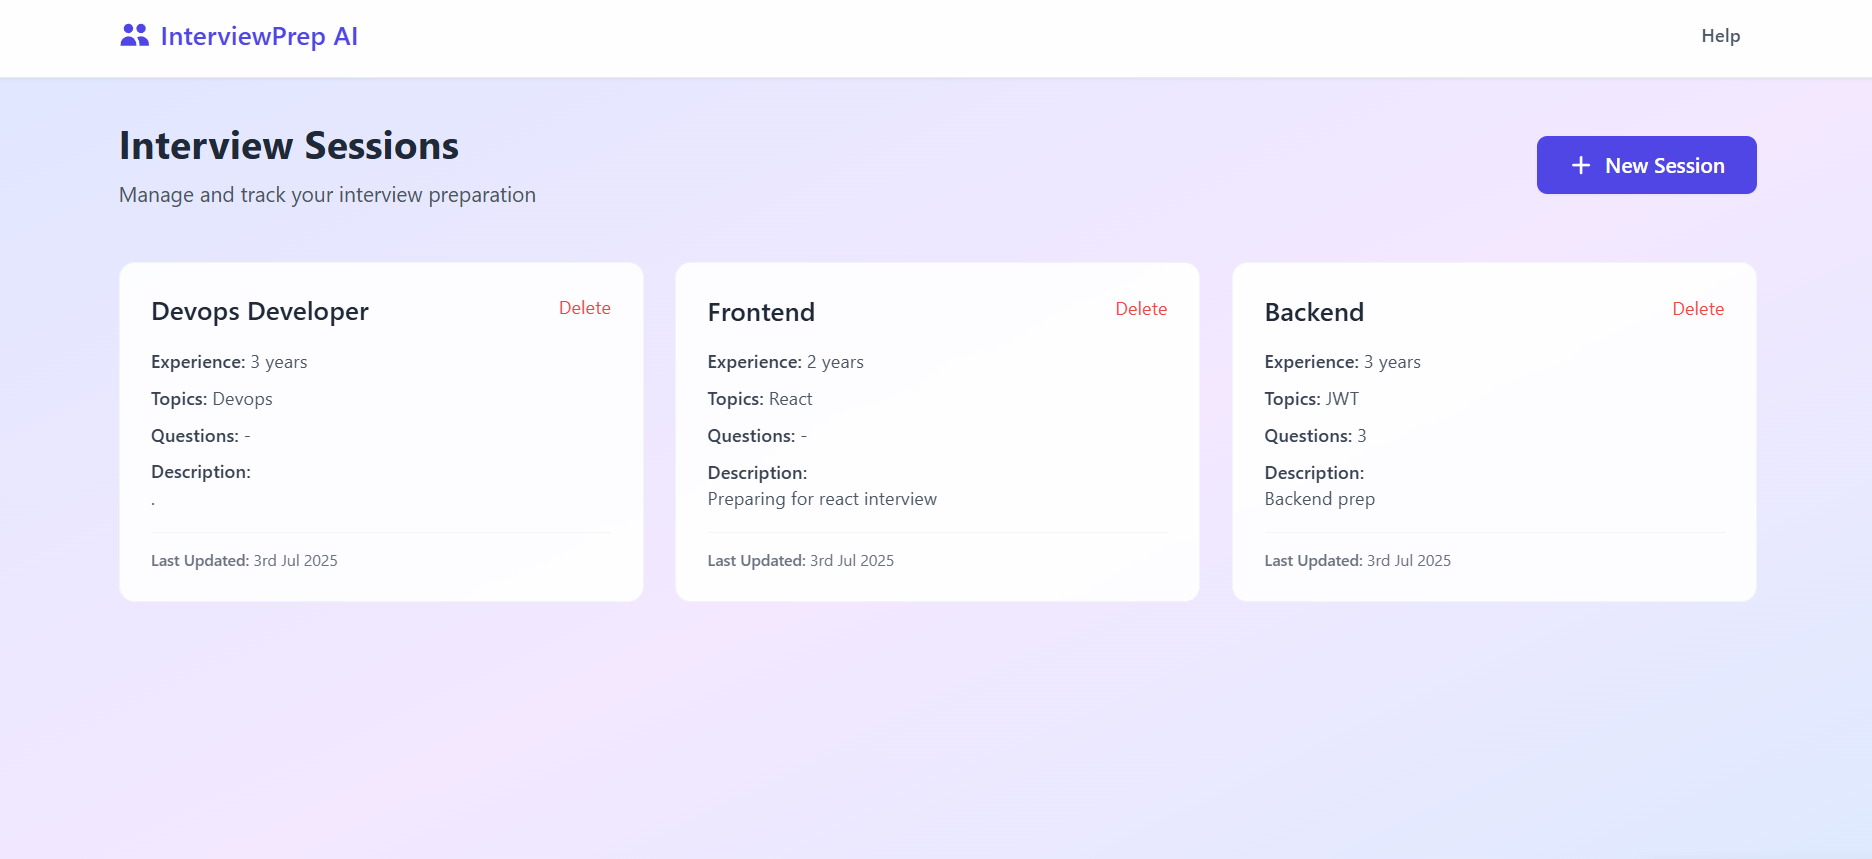 InterviewPrep AI
Help
Interview Sessions
Manage and track your interview preparation
New Session
Devops Developer
Delete
Experience: 3 years
Topics: Devops
Questions: -
Description:
.
Last Updated: 3rd Jul 2025
Frontend
Delete
Experience: 2 years
Topics: React
Questions: -
Description:
Preparing for react interview
Last Updated: 3rd Jul 2025
Backend
Delete
Experience: 3 years
Topics: JWT
Questions: 3
Description:
Backend prep
Last Updated: 3rd Jul 2025